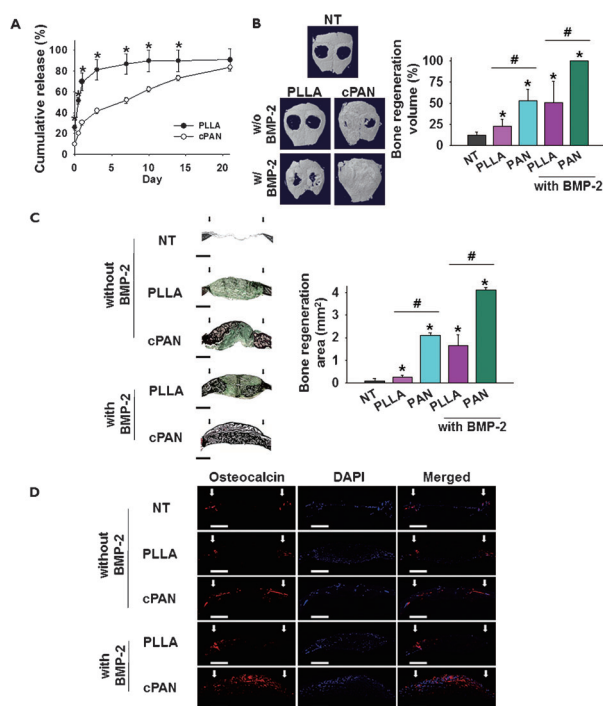 A
Cumulative release (%)
100
80
60
40
20
0
* * * * * * * *
PLLA
cPAN
0 5 10 15 20
Day
B
NT
PLLA cPAN
w/o BMP-2
w/ BMP-2
Bone regeneration volume (%)
100
75
50
25
0
#
#
* * * *
NT PLLA PAN PLLA PAN
with BMP-2
C
without BMP-2
NT
PLLA
cPAN
with BMP-2
PLLA
cPAN
Bone regeneration area (mm²)
4
2
0
#
#
* * * *
NT PLLA PAN PLLA PAN
with BMP-2
D
Osteocalcin DAPI Merged
without BMP-2
NT
PLLA
cPAN
with BMP-2
PLLA
cPAN